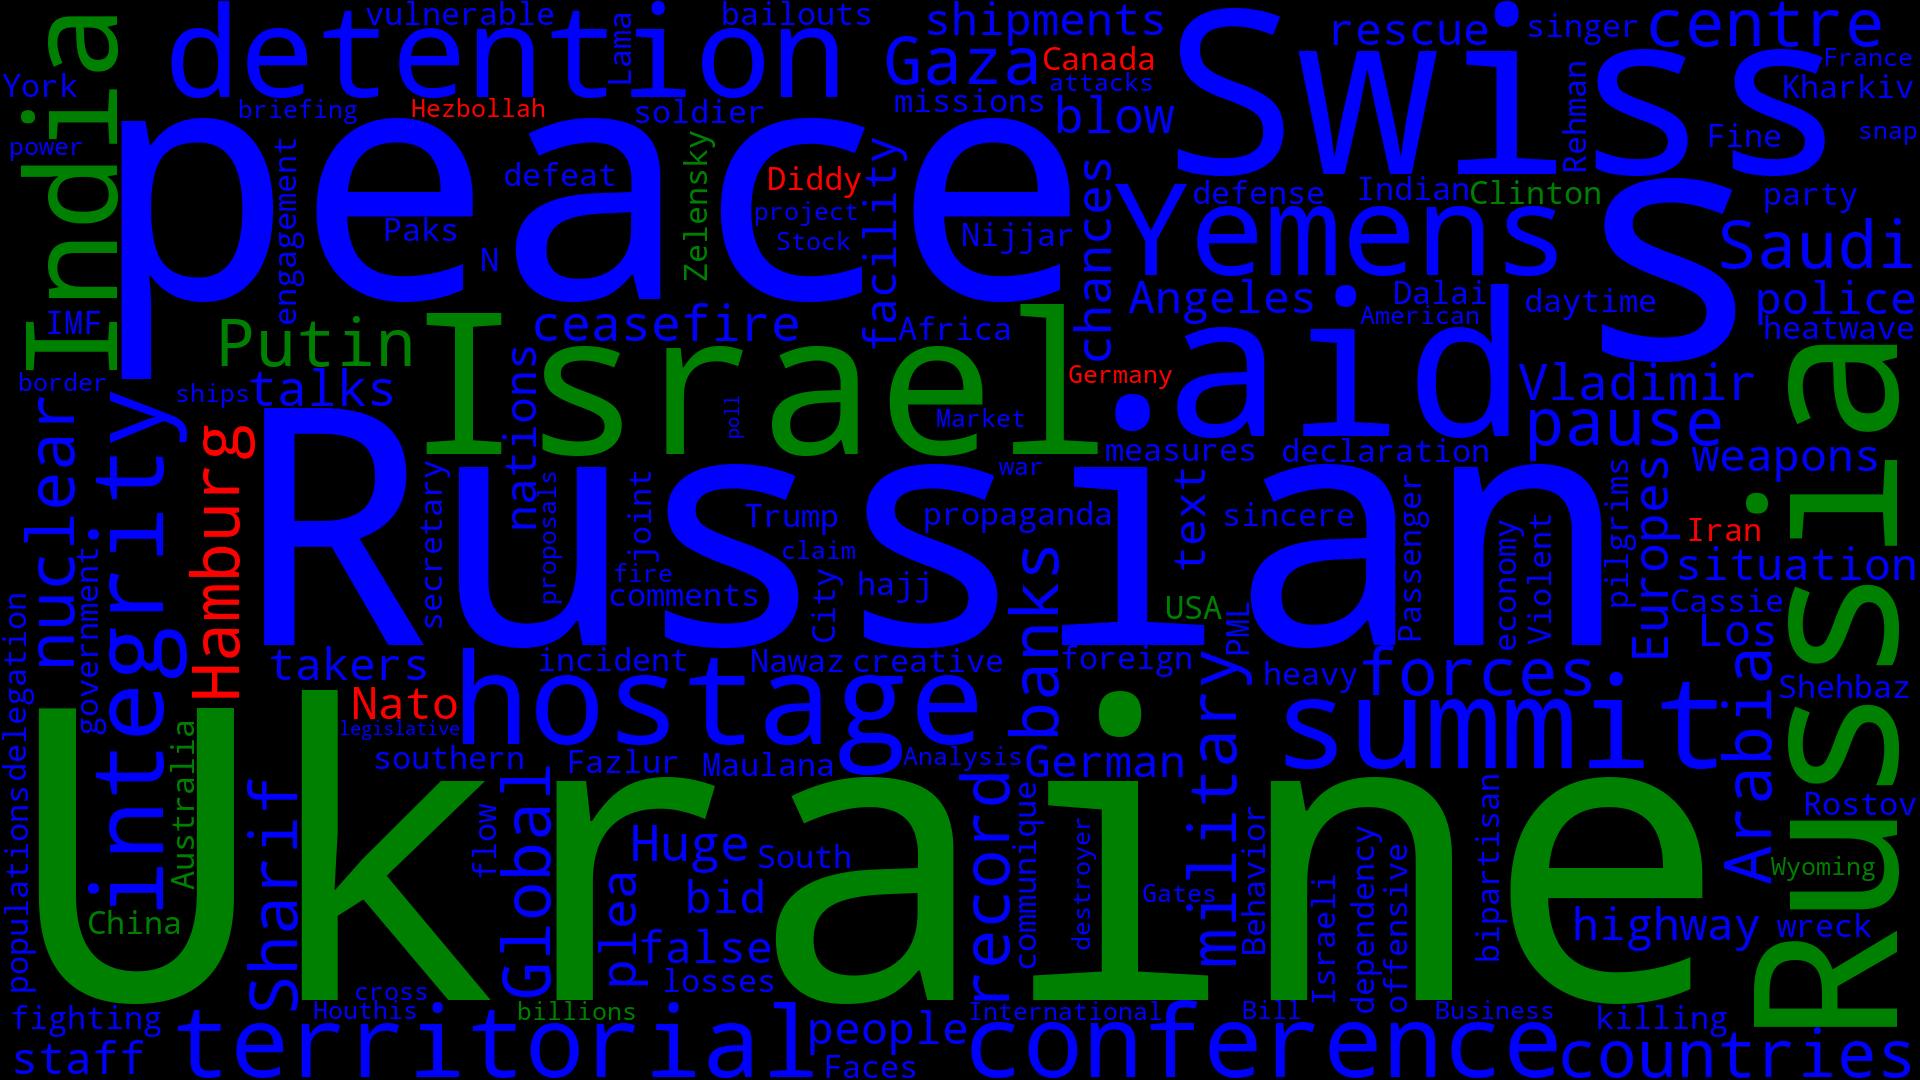 detention
vulnerable
Lama
bailouts
shipments
Gaza
Canada
attacks
missions
blow
Swiss
rescue
singer
centre
France
Kharkiv
Rehman
Fine
snap
India
York
power
briefing
Hezbollah
soldier
peace
engagement
defeat
Paks
N
Zelensky
Diddy
project
Stock
facility
Nijjar
chances
Yemens
defense
Indian
Clinton
party
S
Saudi
IMF
border
Putin
Israel
ceasefire
Africa
Germany
Angeles
Dalai
American
daytime
police
heatwave
ships
talks
nations
poll
Market
aid
Vladimir
pause
nuclear
integrity
Hamburg
Russian
secretary
proposals
joint
Trump
war
propaganda
measures
declaration
text
sincere
claim
fire
comments
City
hajj
banks
USA
PML
Passenger
economy
Violent
pilgrims
Europes
weapons
Iran
situation
Cassie
Los
Russia
government
delegation
populations
takers
Nato
legislative
hostage
incident
Nawaz
creative
foreign
heavy
forces
summit
Arabia
Shehbaz
southern
Fazlur
Maulana
Analysis
German
military
Ukraine
Australia
China
Sharif
flow
Global
Huge
South
bid
plea
false
losses
record
communique
destroyer
Gates
Behavior
Israeli
dependency
offensive
bipartisan
highway
Rostov
Wyoming
wreck
fighting
staff
cross
Houthis
billions
territorial
people
Faces
International
conference
Bill
Business
killing
countries